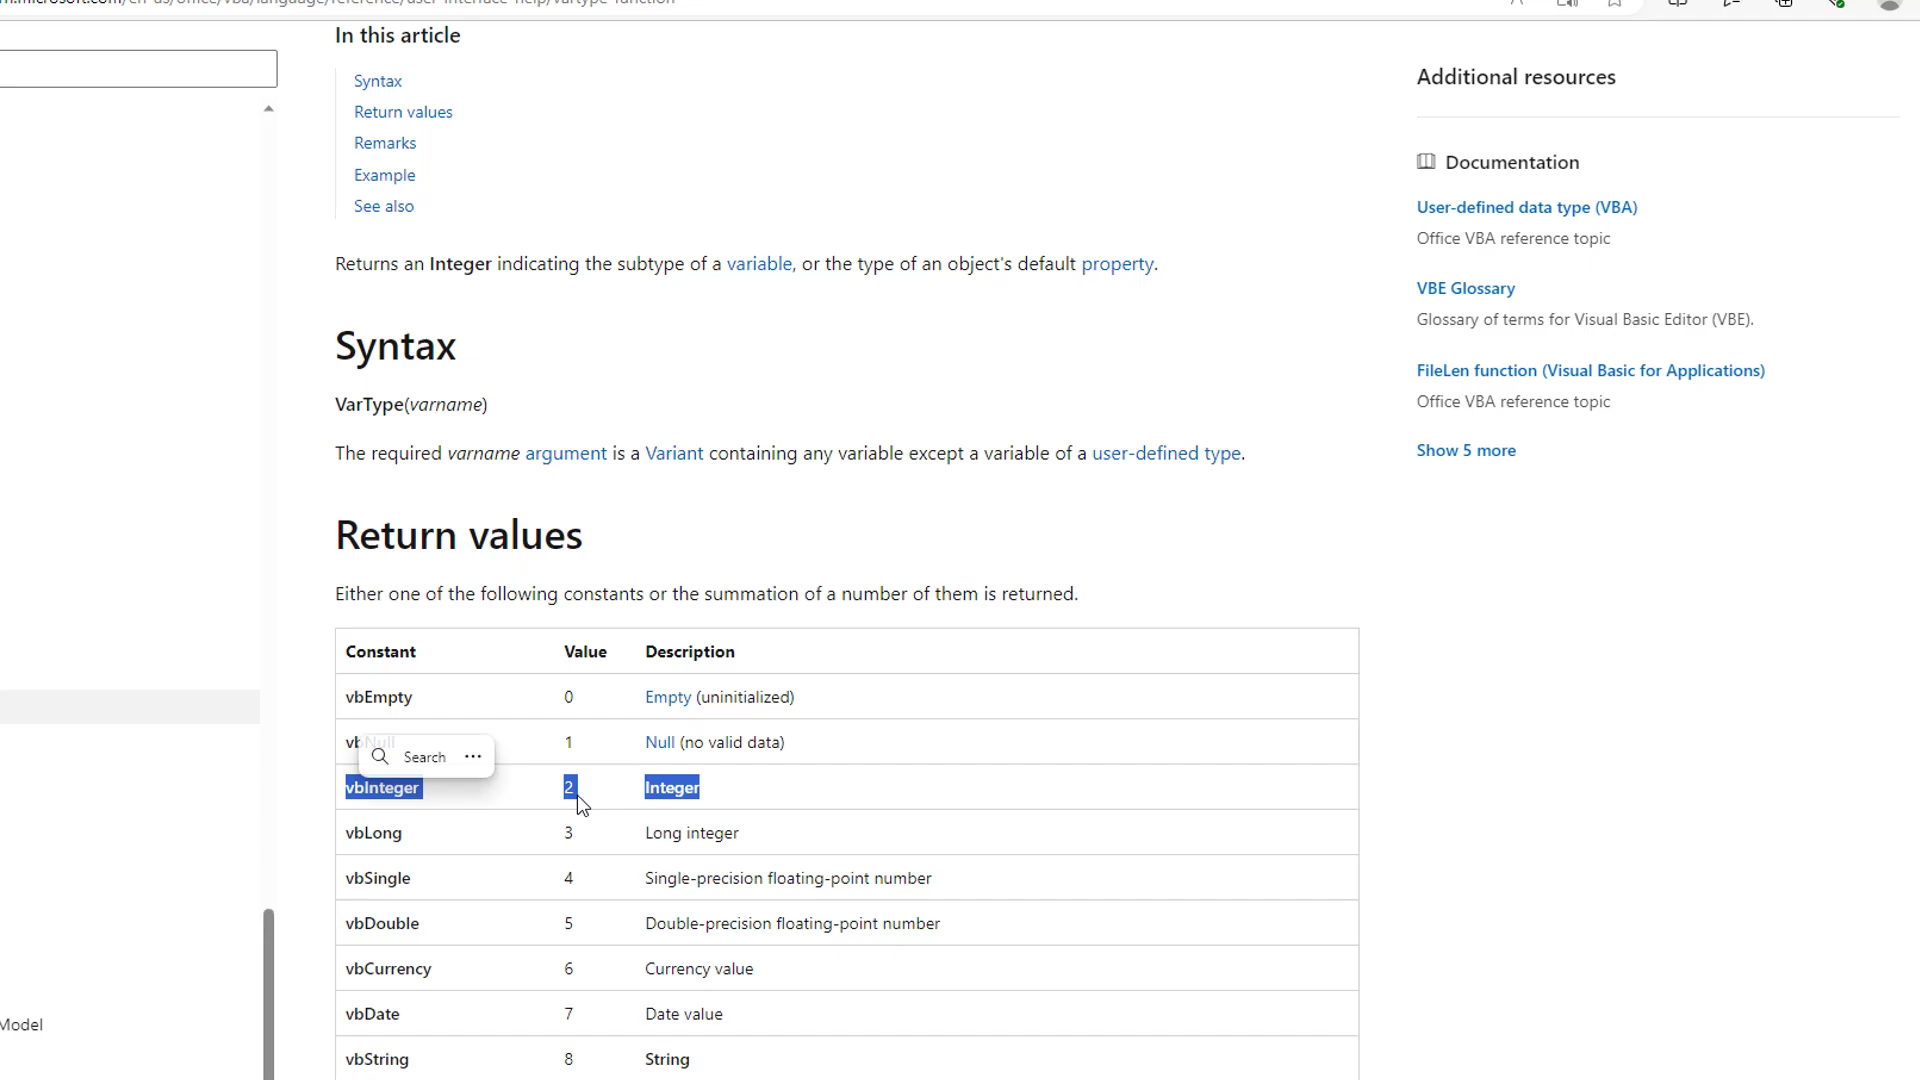 In this article
Syntax
Return values
Remarks
Example
See also
Returns an Integer indicating the subtype of a variable, or the type of an object's default property.
Syntax
VarType(varname)
The required varname argument is a Variant containing any variable except a variable of a user-defined type.
Return values
Either one of the following constants or the summation of a number of them is returned.
Constant Value Description
vbEmpty 0 Empty (uninitialized)
vbNull 1 Null (no valid data)
Search ...
vbInteger 2 Integer
vbLong 3 Long integer
vbSingle 4 Single-precision floating-point number
vbDouble 5 Double-precision floating-point number
vbCurrency 6 Currency value
vbDate 7 Date value
vbString 8 String
Model
Additional resources
Documentation
User-defined data type (VBA)
Office VBA reference topic
VBE Glossary
Glossary of terms for Visual Basic Editor (VBE).
FileLen function (Visual Basic for Applications)
Office VBA reference topic
Show 5 more